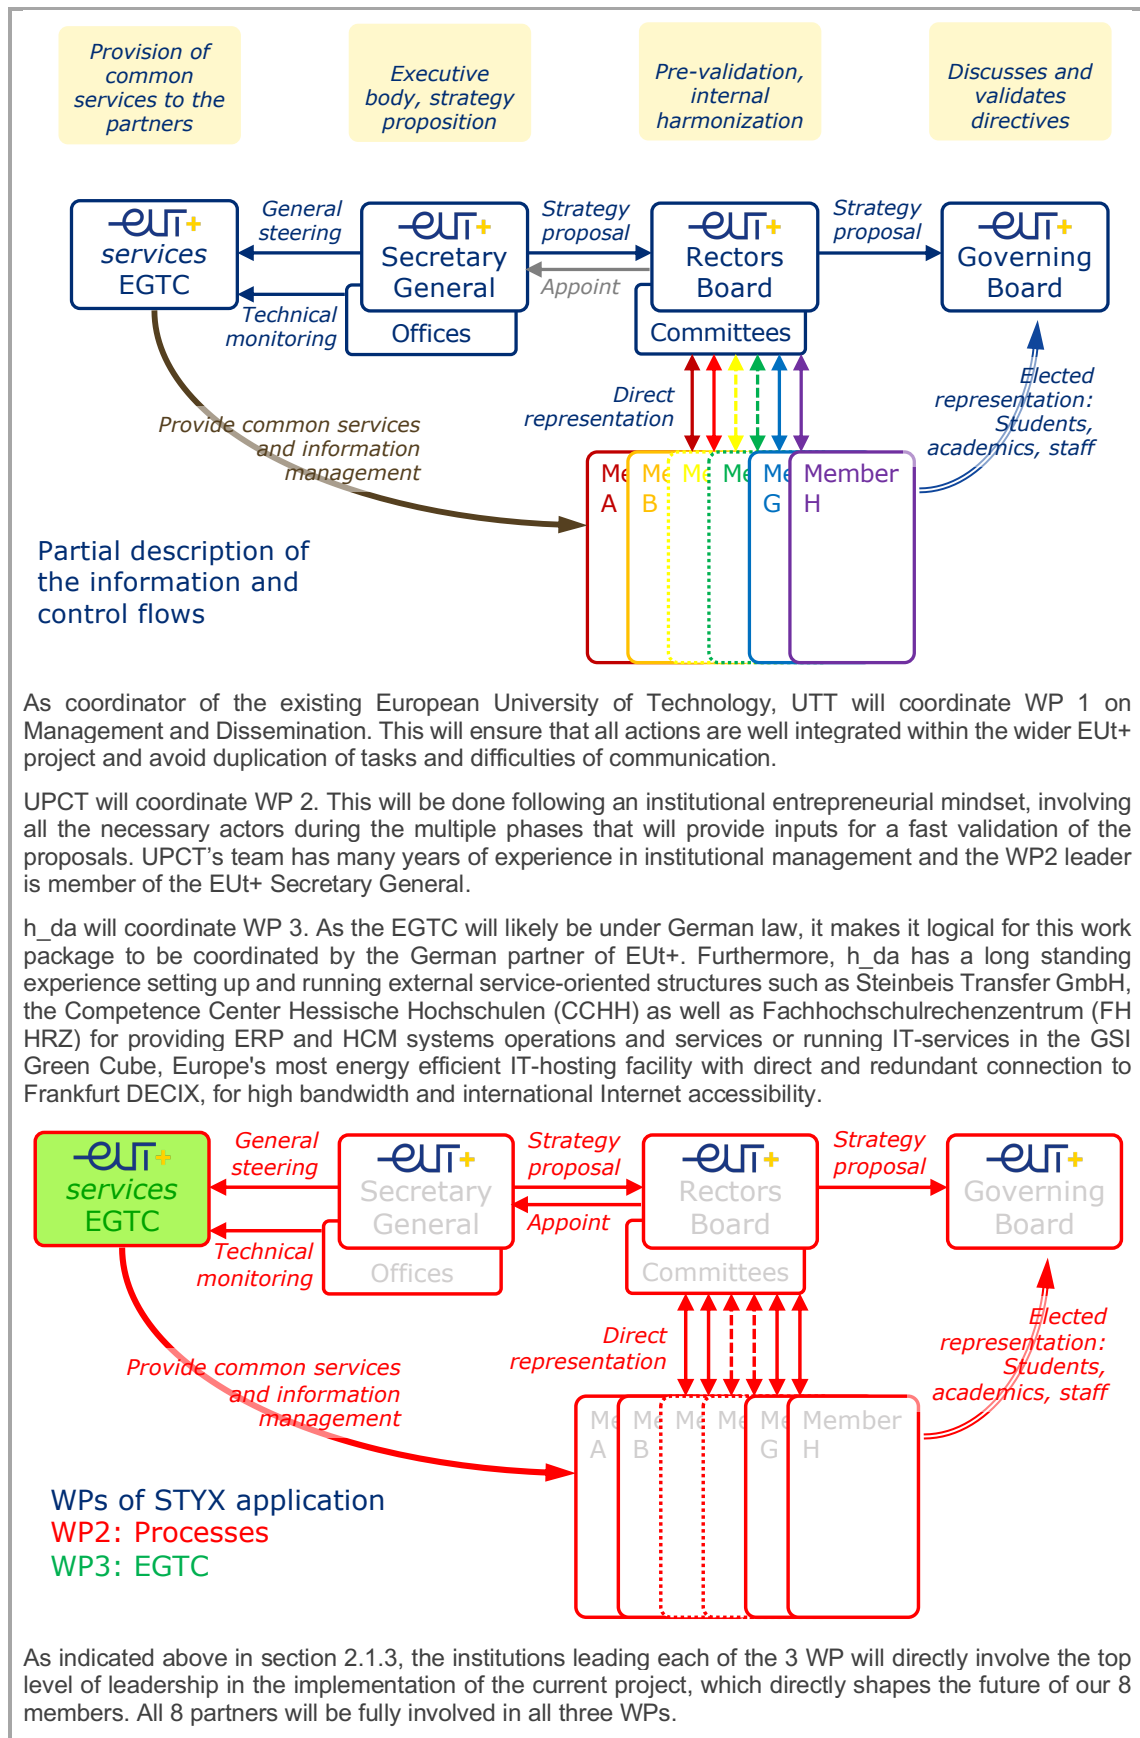 Provision of
common
services to the
partners
Executive
body, strategy
proposition
Pre-validation,
internal
harmonization
Discusses and
validates
directives
EUT+
services
EGTC
General
steering
Technical
monitoring
EUT+
Secretary
General
Offices
Strategy
proposal
Appoint
EUT+
Rectors
Board
Committees
Strategy
proposal
EUT+
Governing
Board
Direct
representation
Elected
representation:
Students,
academics, staff
Provide common services
and information
management
Me
A
Me
B
M
Me
Me
G
Member
H
Partial description of
the information and
control flows
As coordinator of the existing European University of Technology, UTT will coordinate WP 1 on
Management and Dissemination. This will ensure that all actions are well integrated within the wider EUt+
project and avoid duplication of tasks and difficulties of communication.
UPCT will coordinate WP 2. This will be done following an institutional entrepreneurial mindset, involving
all the necessary actors during the multiple phases that will provide inputs for a fast validation of the
proposals. UPCT’s team has many years of experience in institutional management and the WP2 leader
is member of the EUt+ Secretary General.
h_da will coordinate WP 3. As the EGTC will likely be under German law, it makes it logical for this work
package to be coordinated by the German partner of EUt+. Furthermore, h_da has a long standing
experience setting up and running external service-oriented structures such as Steinbeis Transfer GmbH,
the Competence Center Hessische Hochschulen (CCHH) as well as Fachhochschulrechenzentrum (FH
HRZ) for providing ERP and HCM systems operations and services or running IT-services in the GSI
Green Cube, Europe's most energy efficient IT-hosting facility with direct and redundant connection to
Frankfurt DECIX, for high bandwidth and international Internet accessibility.
EUT+
services
EGTC
General
steering
Technical
monitoring
EUT+
Secretary
General
Offices
Strategy
proposal
Appoint
EUT+
Rectors
Board
Committees
Strategy
proposal
EUT+
Governing
Board
Direct
representation
Elected
representation:
Students,
academics, staff
Provide common services
and information
management
Me
A
Me
B
M
Me
Me
G
Member
H
WPs of STYX application
WP2: Processes
WP3: EGTC
As indicated above in section 2.1.3, the institutions leading each of the 3 WP will directly involve the top
level of leadership in the implementation of the current project, which directly shapes the future of our 8
members. All 8 partners will be fully involved in all three WPs.